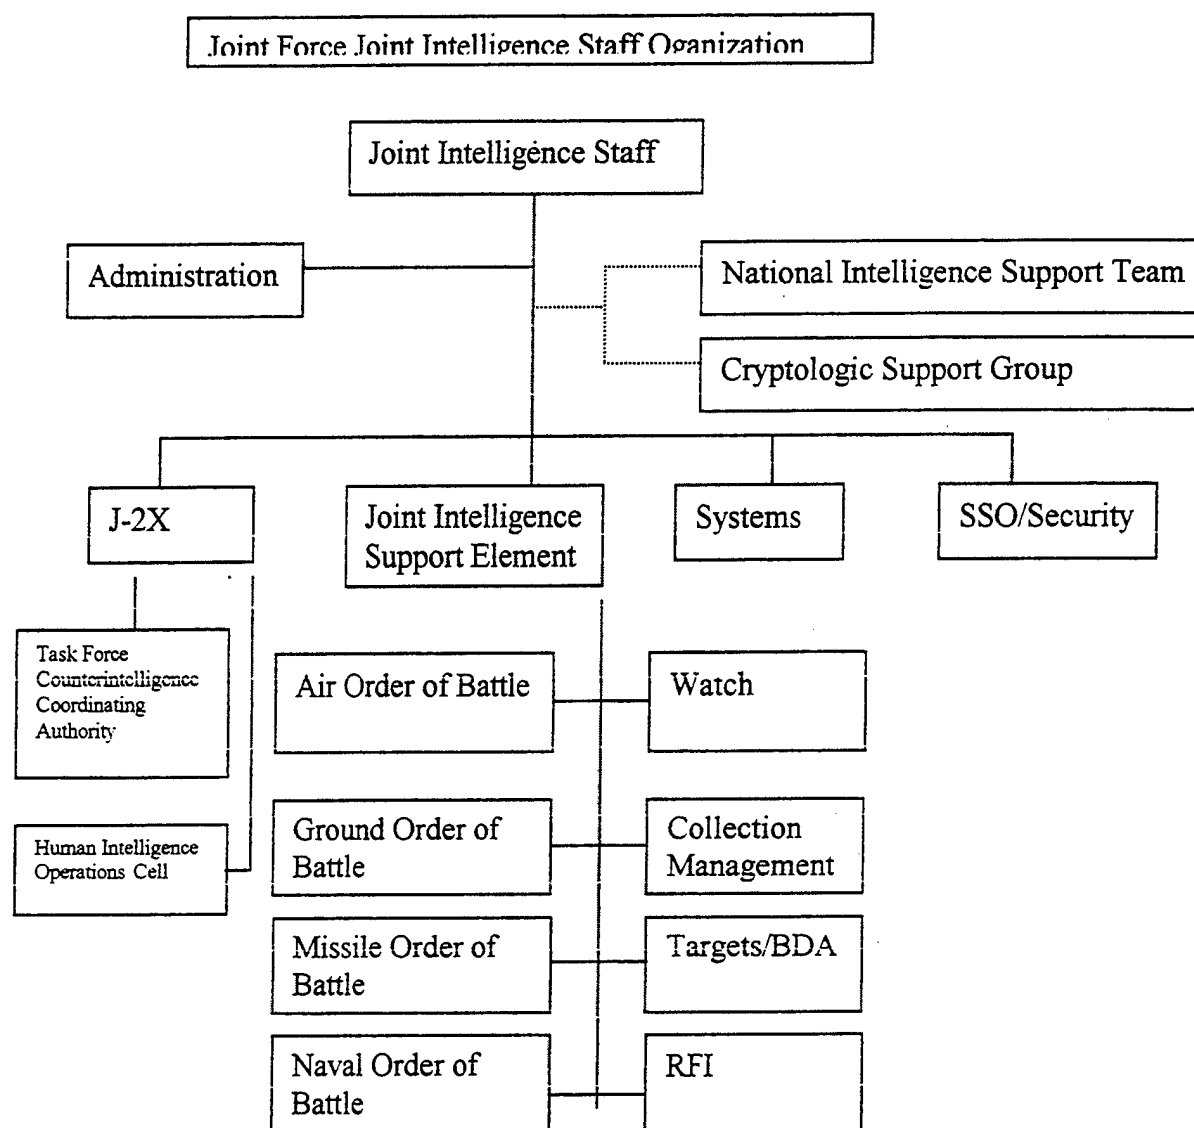 Joint Force Joint Intelligence Staff Oganization
Joint Intelligence Staff
Administration
National Intelligence Support Team
Cryptologic Support Group
J-2X
Joint Intelligence
Support Element
Systems
SSO/Security
Task Force
Counterintelligence
Coordinating
Authority
Human Intelligence
Operations Cell
Air Order of Battle
Watch
Ground Order of
Battle
Collection
Management
Missile Order of
Battle
Targets/BDA
Naval Order of
Battle
RFI